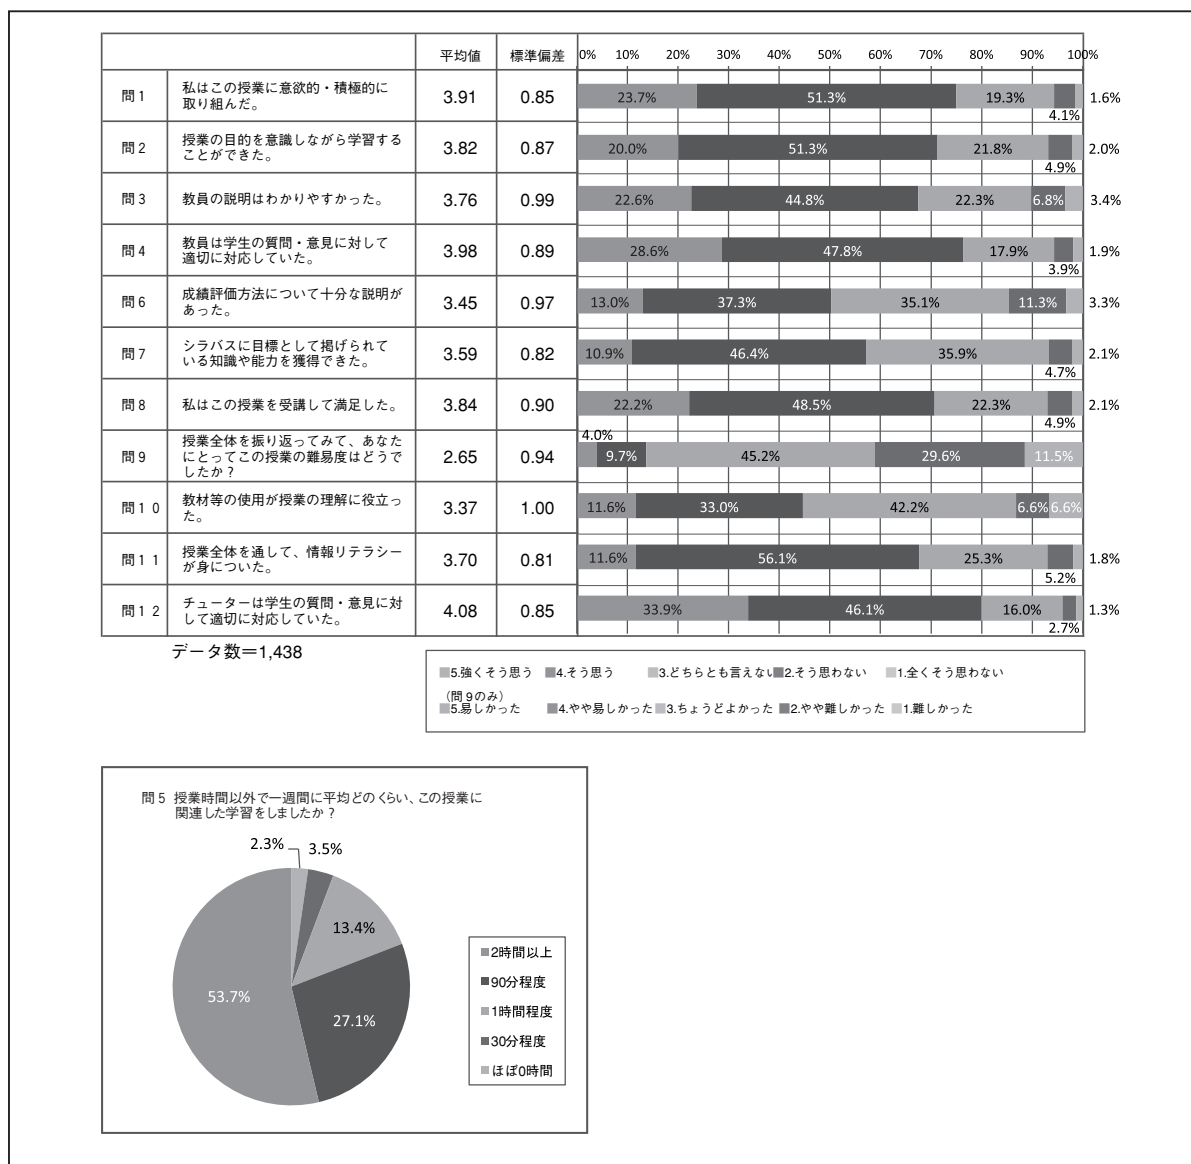 平均値 標準偏差 0% 10% 20% 30% 40% 50% 60% 70% 80% 90% 100%
問1 私はこの授業に意欲的・積極的に
取り組んだ。
3.91 0.85 23.7% 51.3% 19.3% 4.1% 1.6%
問2 授業の目的を意識しながら学習する
ことができた。
3.82 0.87 20.0% 51.3% 21.8% 4.9% 2.0%
問3 教員の説明はわかりやすかった。
3.76 0.99 22.6% 44.8% 22.3% 6.8% 3.4%
問4 教員は学生の質問・意見に対して
適切に対応していた。
3.98 0.89 28.6% 47.8% 17.9% 3.9% 1.9%
問6 成績評価方法について十分な説明が
あった。
3.45 0.97 13.0% 37.3% 35.1% 11.3% 3.3%
問7 シラバスに目標として掲げられて
いる知識や能力を獲得できた。
3.59 0.82 10.9% 46.4% 35.9% 4.7% 2.1%
問8 私はこの授業を受講して満足した。
3.84 0.90 22.2% 48.5% 22.3% 4.9% 2.1%
問9 授業全体を振り返ってみて、あなた
にとってこの授業の難易度はどうで
したか？
2.65 0.94 4.0% 9.7% 45.2% 29.6% 11.5%
問10 教材等の使用が授業の理解に役立っ
た。
3.37 1.00 11.6% 33.0% 42.2% 6.6% 6.6%
問11 授業全体を通して、情報リテラシー
が身についた。
3.70 0.81 11.6% 56.1% 25.3% 5.2% 1.8%
問12 チューターは学生の質問・意見に対
して適切に対応していた。
4.08 0.85 33.9% 46.1% 16.0% 2.7% 1.3%
データ数＝1,438
5.強くそう思う 4.そう思う 3.どちらとも言えない 2.そう思わない 1.全くそう思わない
（問9のみ）
5.易しかった 4.やや易しかった 3.ちょうどよかった 2.やや難しかった 1.難しかった
問5 授業時間以外で一週間に平均どのくらい、この授業に
関連した学習をしましたか？
2.3% 3.5%
13.4%
53.7%
27.1%
2時間以上
90分程度
1時間程度
30分程度
ほぼ0時間